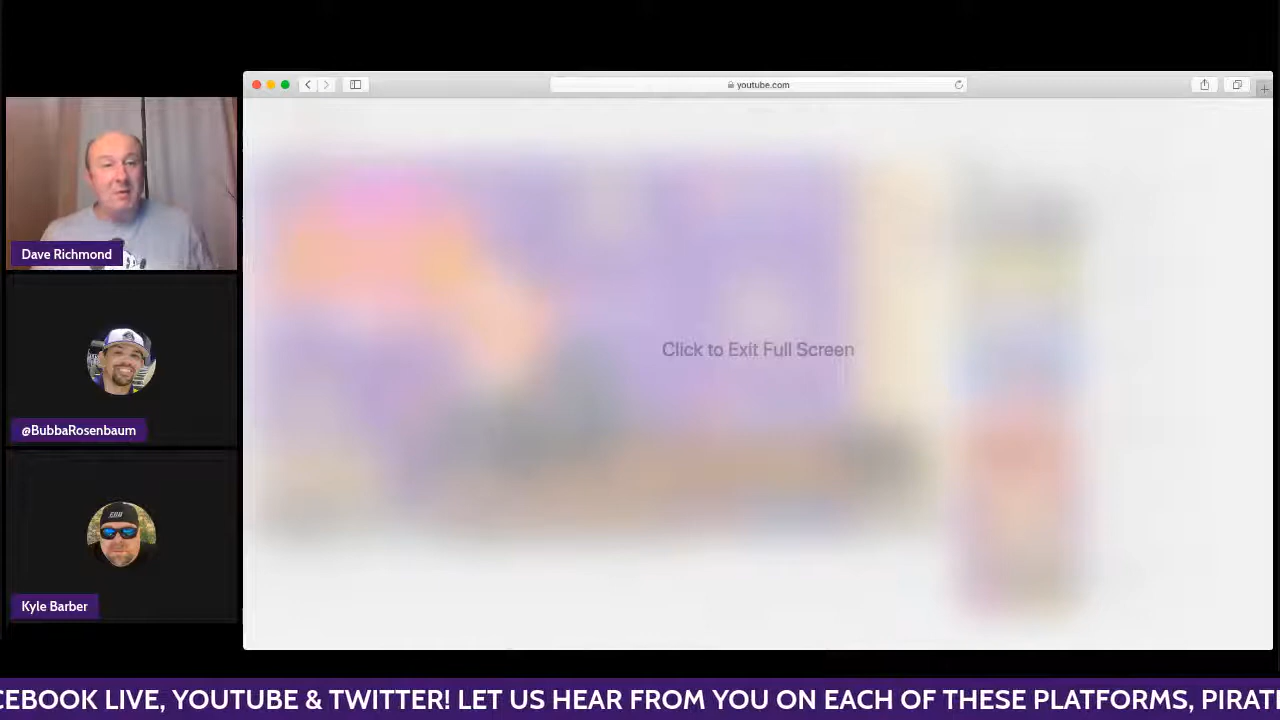 youtube.com
Dave Richmond
Click to Exit Full Screen
@BubbaRosenbaum
Kyle Barber
CEBOOK LIVE, YOUTUBE & TWITTER! LET US HEAR FROM YOU ON EACH OF THESE PLATFORMS, PIRATE